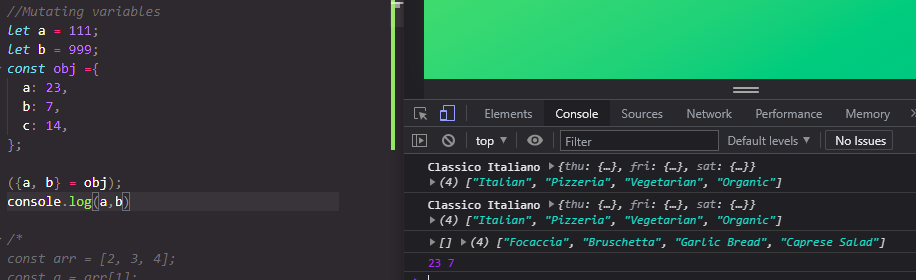 //Mutating variables
let a = 111;
let b = 999;
const obj ={
a: 23,
b: 7,
c: 14,
};
({a, b} = obj);
console.log(a,b)
/*
const arr = [2, 3, 4];
const a = arr[1];
Elements Console Sources Network Performance Memory
top Filter Default levels No Issues
Classico Italiano {thu: {…}, fri: {…}, sat: {…}}
(4) ["Italian", "Pizzeria", "Vegetarian", "Organic"]
Classico Italiano {thu: {…}, fri: {…}, sat: {…}}
(4) ["Italian", "Pizzeria", "Vegetarian", "Organic"]
[] (4) ["Focaccia", "Bruschetta", "Garlic Bread", "Caprese Salad"]
23 7